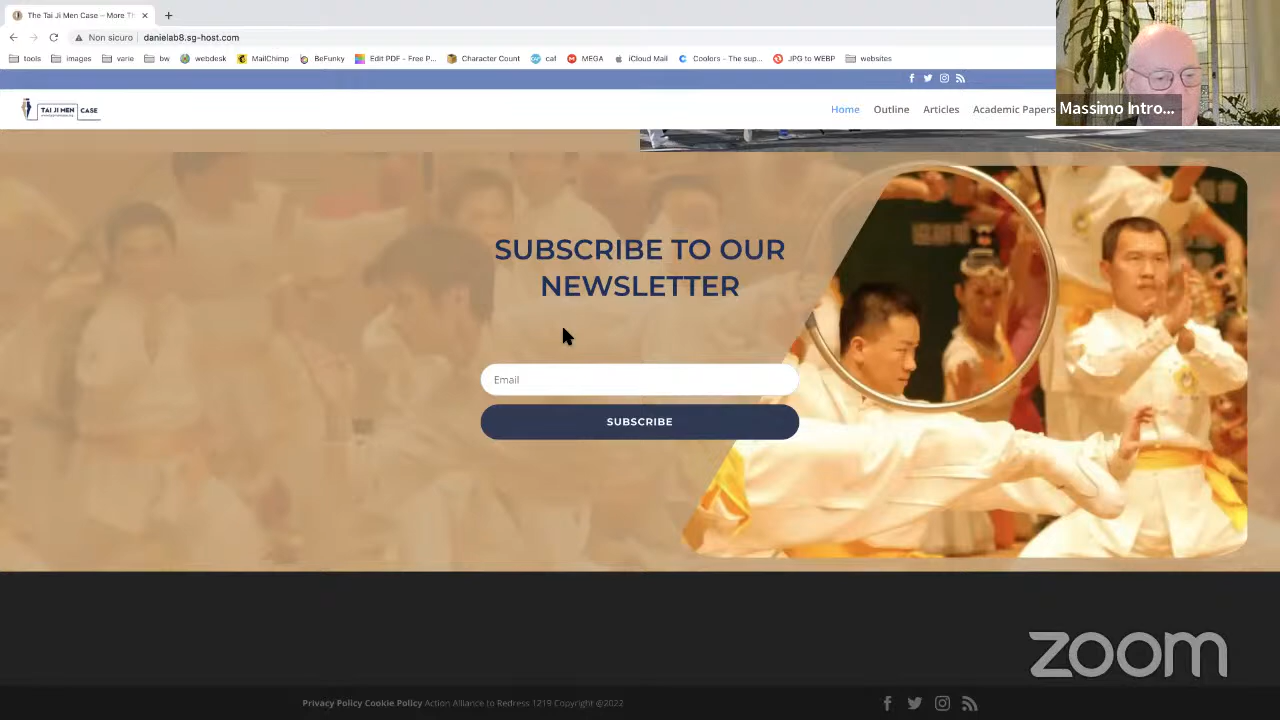 The Tai Ji Men Case – More Th
Non sicuro
danielab8.sg-host.com
tools
images
varie
bw
webdesk
MailChimp
BeFunky
Edit PDF - Free P...
Character Count
caf
MEGA
iCloud Mail
Coolors - The sup...
JPG to WEBP
websites
TAI JI MEN CASE
Home
Outline
Articles
Academic Papers
Massimo Intro...
SUBSCRIBE TO OUR
NEWSLETTER
Email
SUBSCRIBE
zoom
Privacy Policy Cookie Policy Action Alliance to Redress 1219 Copyright @2022